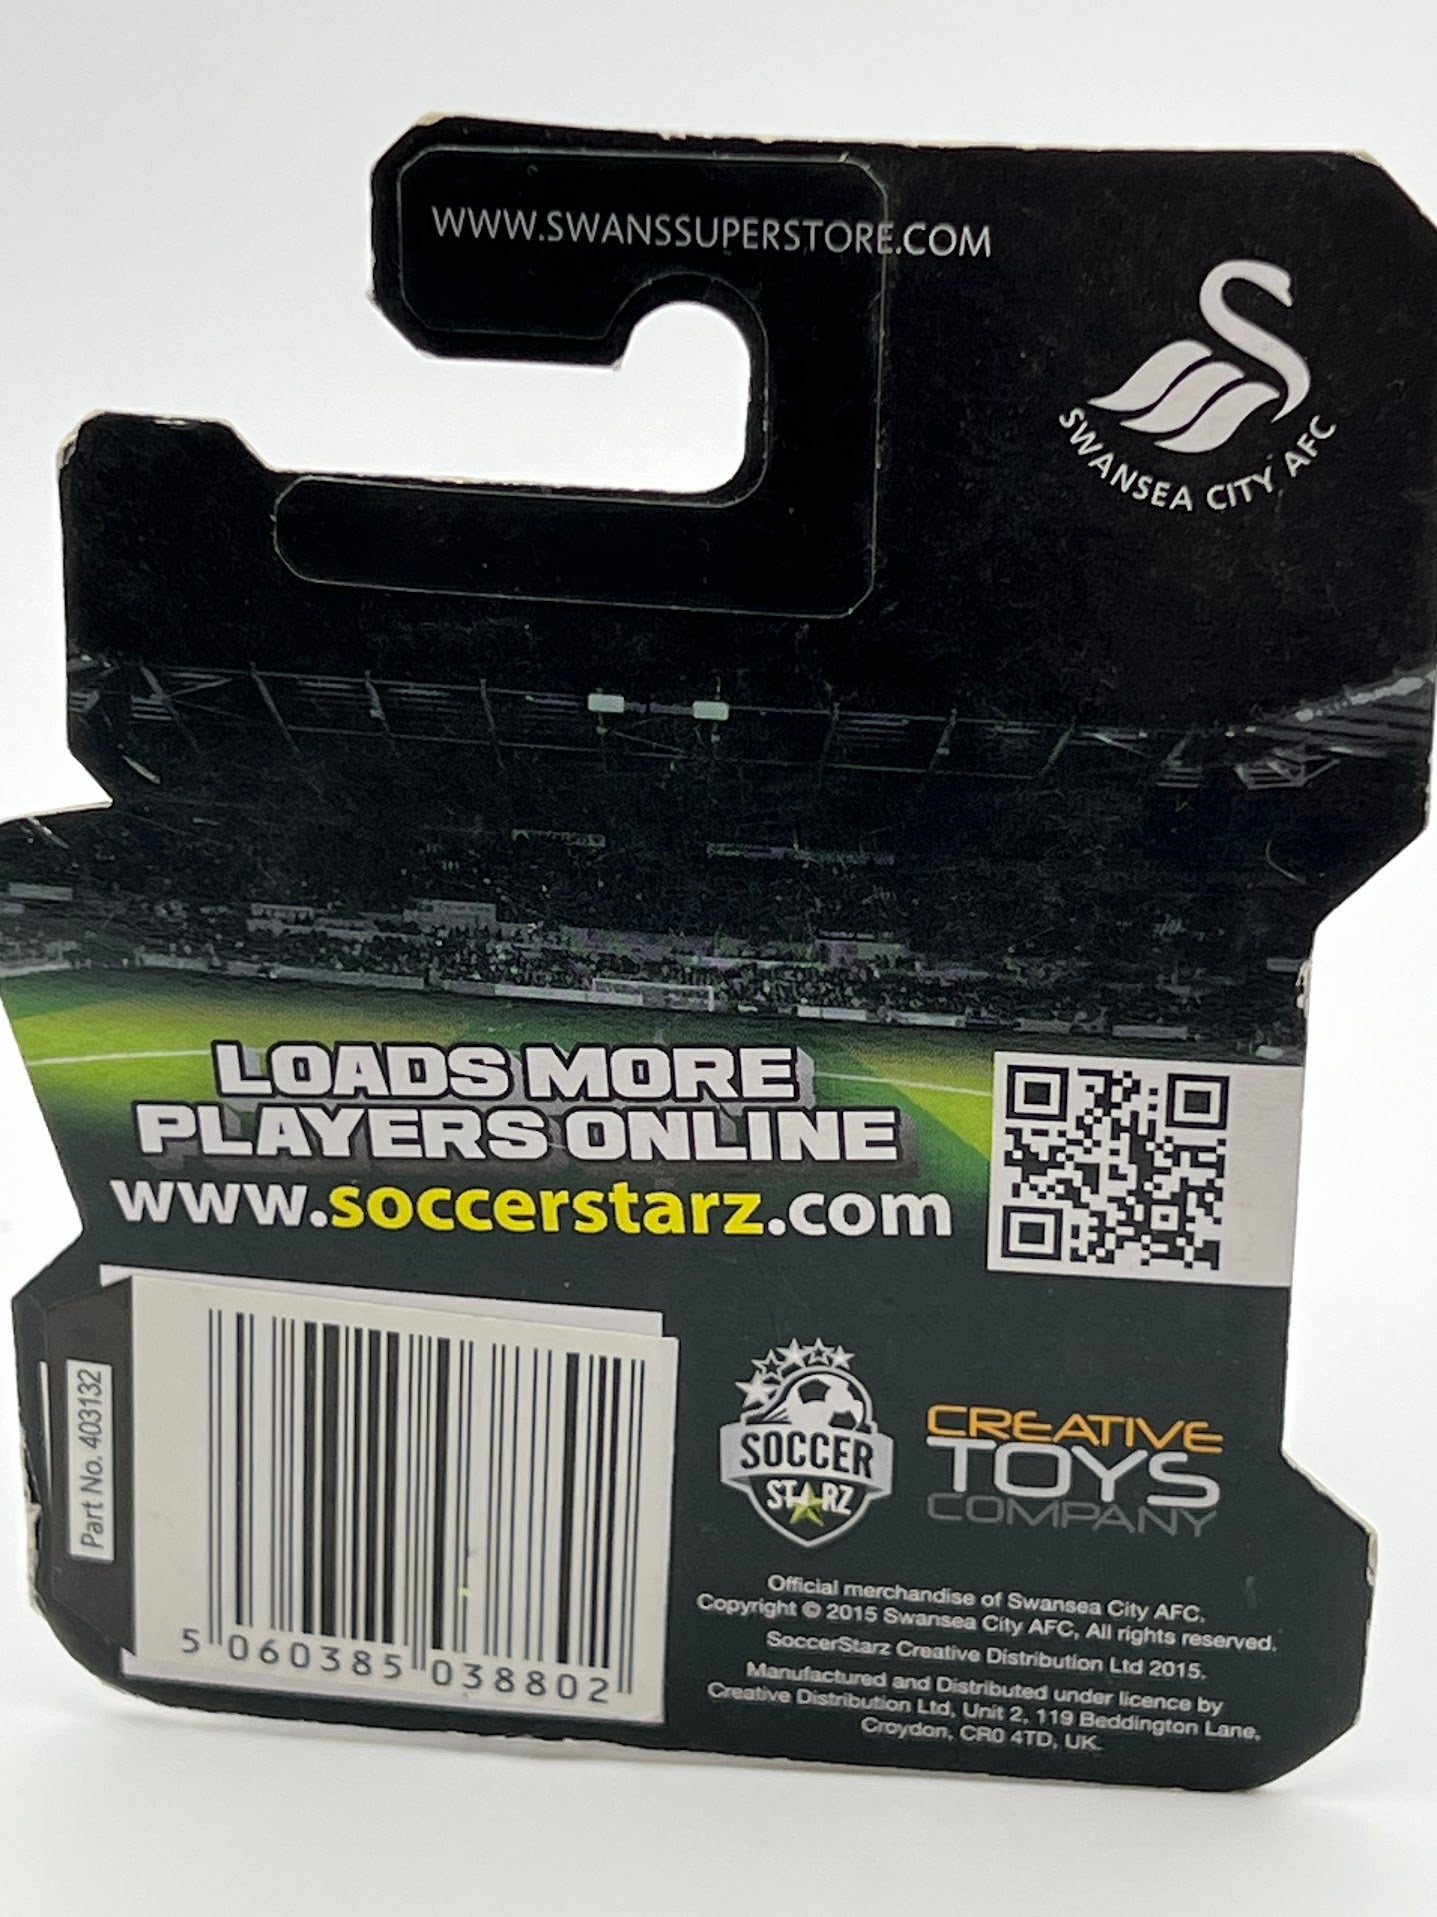 WWW.SWANSSUPERSTORE.COM
SWANSEA CITY AFC
LOADS MORE
PLAYERS ONLINE
www.soccerstarz.com
Part No. 403132
5 060385 038802
SOCCER
STARZ
CREATIVE
TOYS
COMPANY
Official merchandise of Swansea City AFC.
Copyright © 2015 Swansea City AFC, All rights reserved.
SoccerStarz Creative Distribution Ltd 2015.
Manufactured and Distributed under licence by
Creative Distribution Ltd, Unit 2, 119 Beddington Lane,
Croydon, CR0 4TD, UK.